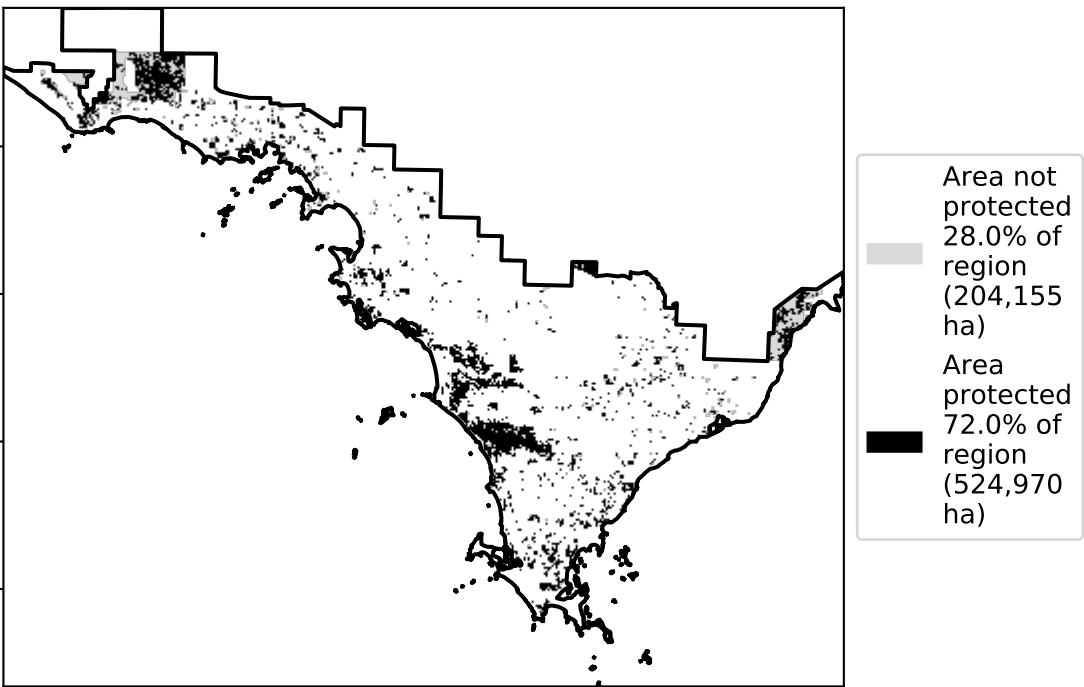 Area not
protected
28.0% of
region
(204,155
ha)
Area
protected
72.0% of
region
(524,970
ha)